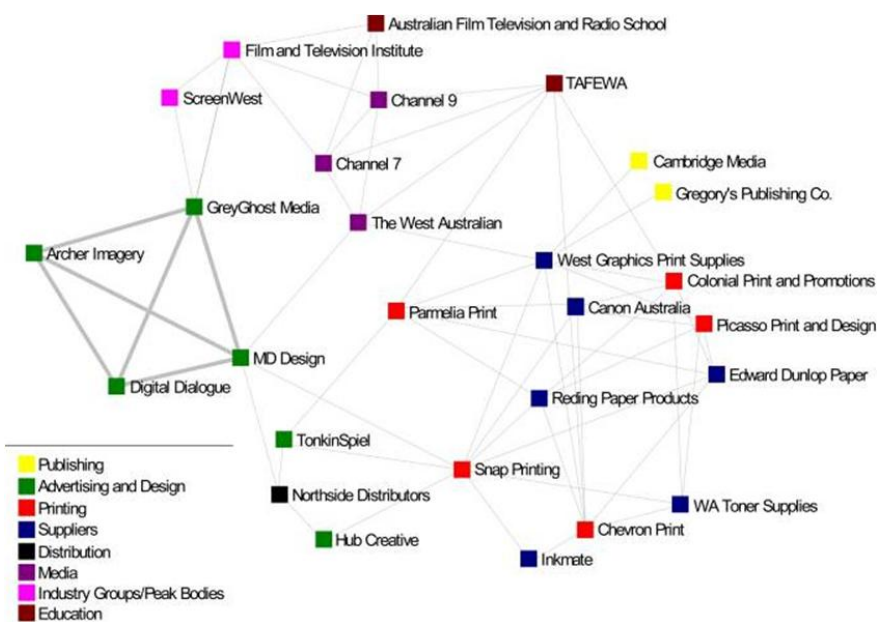 Australian Film Television and Radio School
Film and Television Institute
TAFEWA
ScreenWest
Channel 9
Channel 7
Cambridge Media
Gregory's Publishing Co.
GreyGhost Media
The West Australian
Archer Imagery
West Graphics Print Supplies
Colonial Print and Promotions
Parmelia Print
Canon Australia
Picasso Print and Design
MD Design
Edward Dunlop Paper
Digital Dialogue
Reding Paper Products
TonkinSpiel
Snap Printing
Northside Distributors
WA Toner Supplies
Hub Creative
Chevron Print
Inkmate
Publishing
Advertising and Design
Printing
Suppliers
Distribution
Media
Industry Groups/Peak Bodies
Education